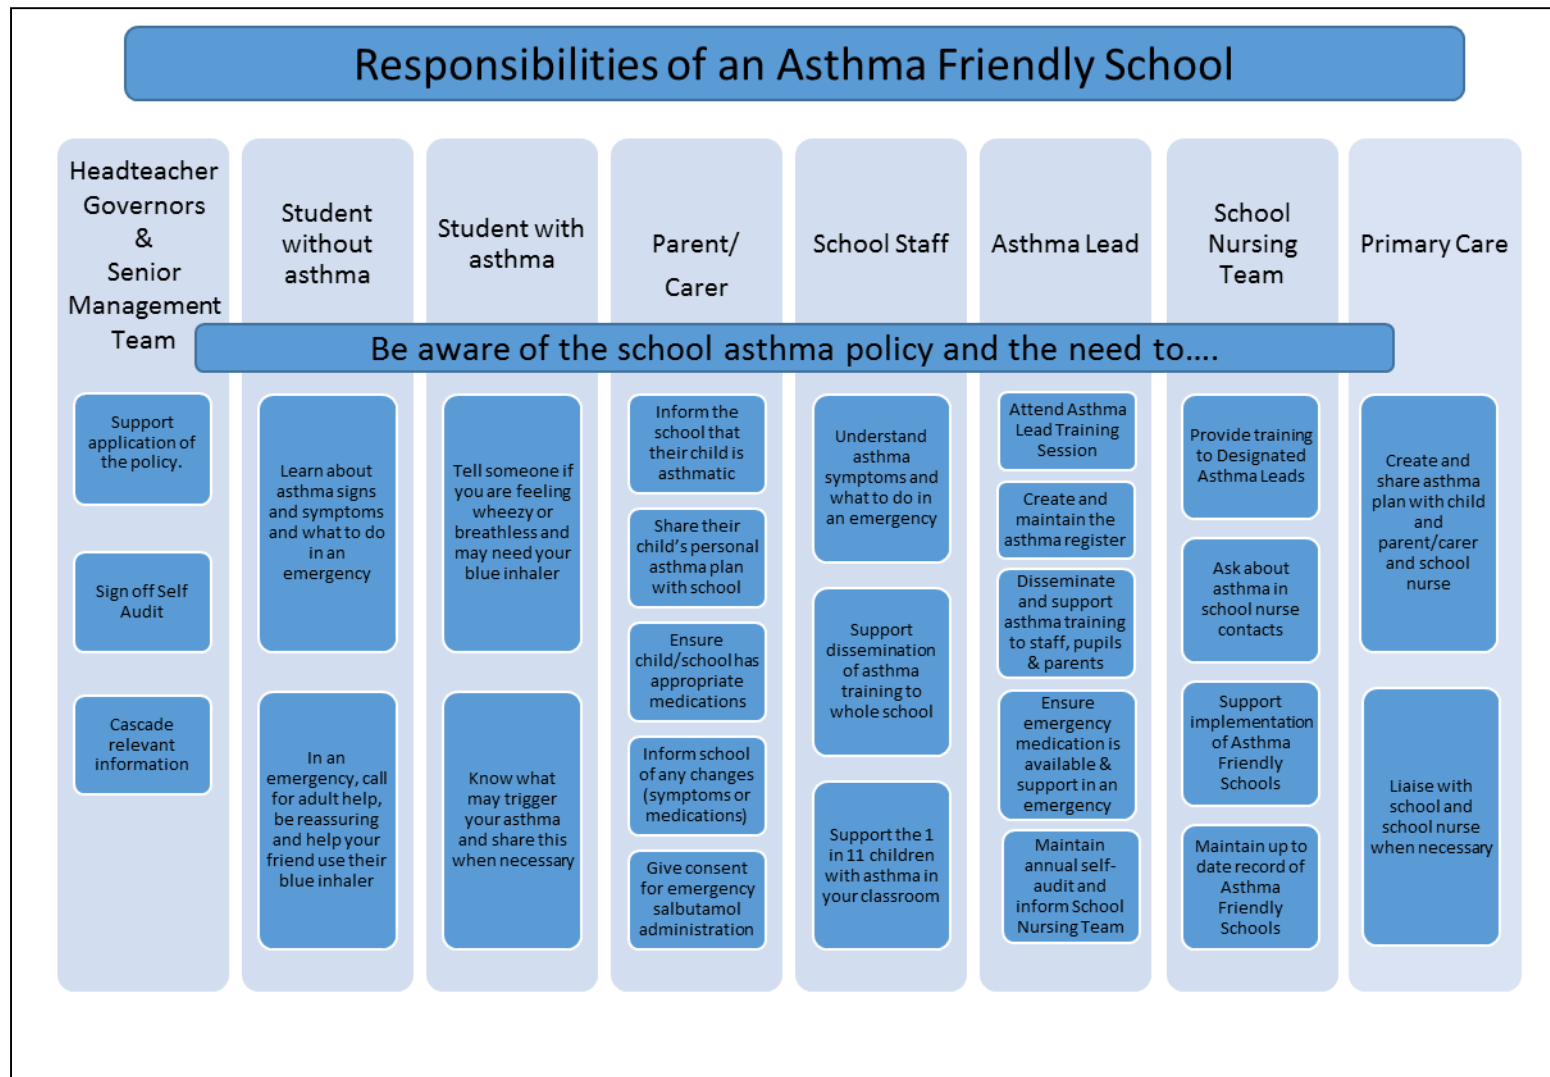 Responsibilities of an Asthma Friendly School
Headteacher
Governors
&
Senior
Management
Team
Student
without
asthma
Student with
asthma
Parent/
Carer
School Staff
Asthma Lead
School
Nursing
Team
Primary Care
Be aware of the school asthma policy and the need to....
Support
application of
the policy.
Sign off Self
Audit
Cascade
relevant
information
Learn about
asthma signs
and symptoms
and what to do
in an
emergency
In an
emergency, call
for adult help,
be reassuring
and help your
friend use their
blue inhaler
Tell someone if
you are feeling
wheezy or
breathless and
may need your
blue inhaler
Know what
may trigger
your asthma
and share this
when necessary
Inform the
school that
their child is
asthmatic
Share their
child's personal
asthma plan
with school
Ensure
child/school has
appropriate
medications
Inform school
of any changes
(symptoms or
medications)
Give consent
for emergency
salbutamol
administration
Understand
asthma
symptoms and
what to do in
an emergency
Support
dissemination
of asthma
training to
whole school
Support the 1
in 11 children
with asthma in
your classroom
Attend Asthma
Lead Training
Session
Create and
maintain the
asthma register
Disseminate
and support
asthma training
to staff, pupils
& parents
Ensure
emergency
medication is
available &
support in an
emergency
Maintain
annual self-
audit and
inform School
Nursing Team
Provide training
to Designated
Asthma Leads
Ask about
asthma in
school nurse
contacts
Support
implementation
of Asthma
Friendly
Schools
Maintain up to
date record of
Asthma
Friendly
Schools
Create and
share asthma
plan with child
and
parent/carer
and school
nurse
Liaise with
school and
school nurse
when necessary